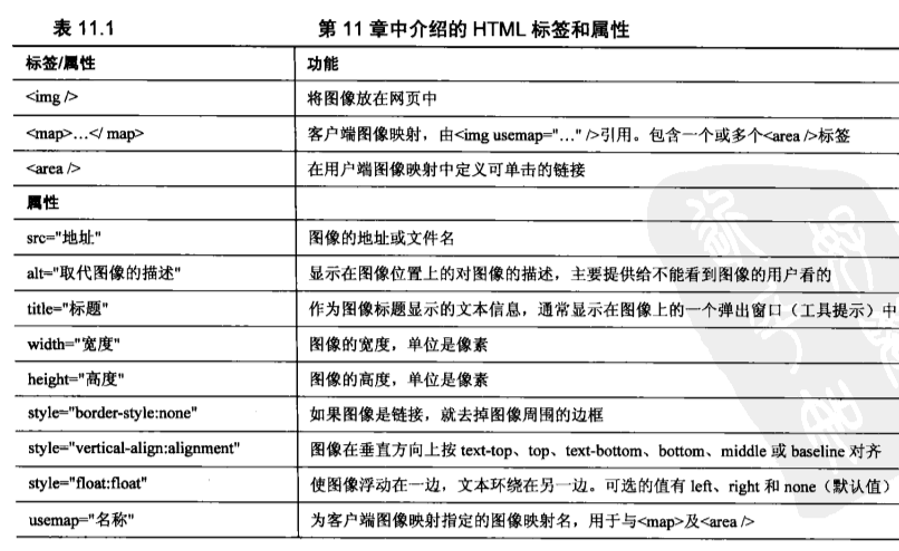 表 11.1 第 11 章中介绍的 HTML 标签和属性
标签/属性 功能
<img /> 将图像放在网页中
<map>…</ map> 客户端图像映射，由<img usemap="…" />引用。包含一个或多个<area />标签
<area /> 在用户端图像映射中定义可单击的链接
属性
src="地址" 图像的地址或文件名
alt="取代图像的描述" 显示在图像位置上的对图像的描述，主要提供给不能看到图像的用户看的
title="标题" 作为图像标题显示的文本信息，通常显示在图像上的一个弹出窗口（工具提示）中
width="宽度" 图像的宽度，单位是像素
height="高度" 图像的高度，单位是像素
style="border-style:none" 如果图像是链接，就去掉图像周围的边框
style="vertical-align:alignment" 图像在垂直方向上按 text-top、top、text-bottom、bottom、middle 或 baseline 对齐
style="float:float" 使图像浮动在一边，文本环绕在另一边。可选的值有 left、right 和 none（默认值）
usemap="名称" 为客户端图像映射指定的图像映射名，用于与<map>及<area />